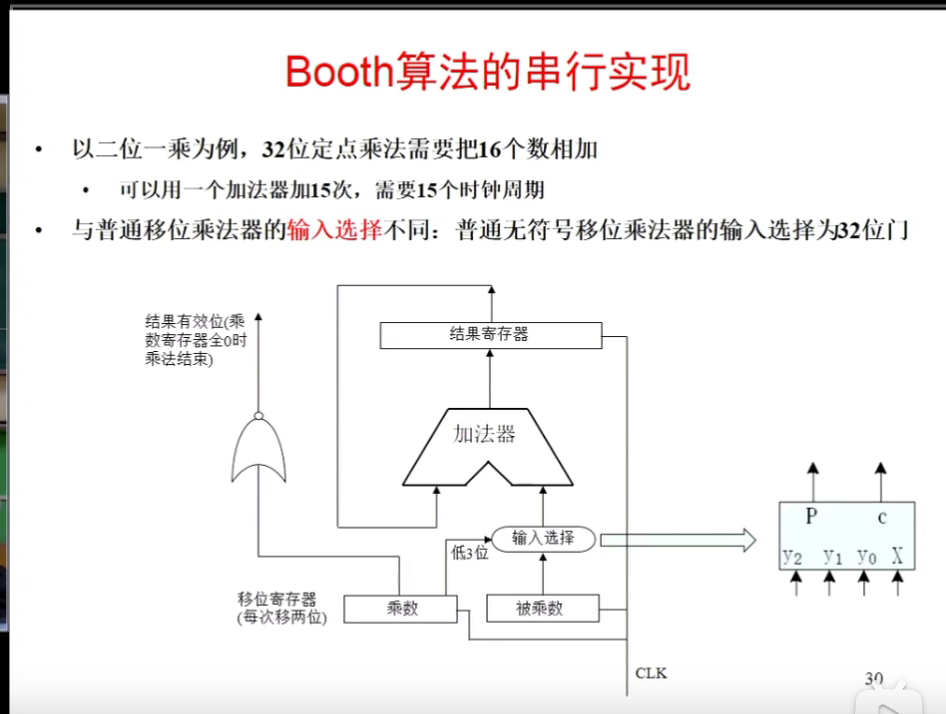 Booth算法的串行实现
• 以二位一乘为例，32位定点乘法需要把16个数相加
• 可以用一个加法器加15次，需要15个时钟周期
• 与普通移位乘法器的输入选择不同：普通无符号移位乘法器的输入选择为32位门
结果有效位(乘
数寄存器全0时
乘法结束)
结果寄存器
加法器
P c
输入选择
低3位
y2 y1 y0 X
移位寄存器
(每次移两位)
乘数
被乘数
CLK
30